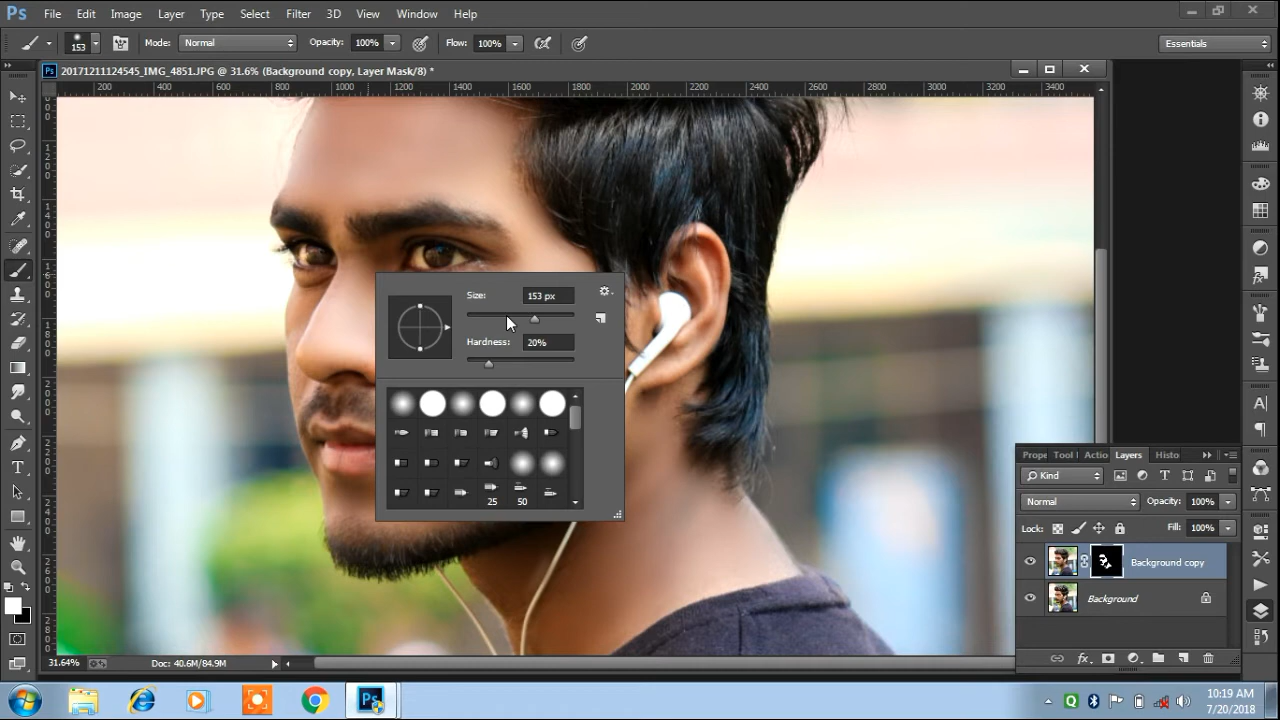 Ps File Edit Image Layer Type Select Filter 3D View Window Help
153 Mode: Normal Opacity: 100% Flow: 100% Essentials
Ps 20171211124545_IMG_4851.JPG @ 31.6% (Background copy, Layer Mask/8) *
200 400 600 800 1000 1200 1400 1600 1800 2000 2200 2400 2600 2800 3000 3200 3400
Size: 153 px
Hardness: 20%
25 50
Prope Tool Actio Layers Histo
Kind
Normal Opacity: 100%
Lock: Fill: 100%
Background copy
Background
31.64% Doc: 40.6M/84.9M
Ps 10:19 AM
7/20/2018